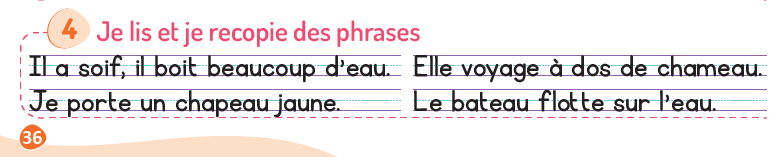 4 Je lis et je recopie des phrases
Il a soif, il boit beaucoup d'eau. Elle voyage à dos de chameau.
Je porte un chapeau jaune. Le bateau flotte sur l'eau.
36